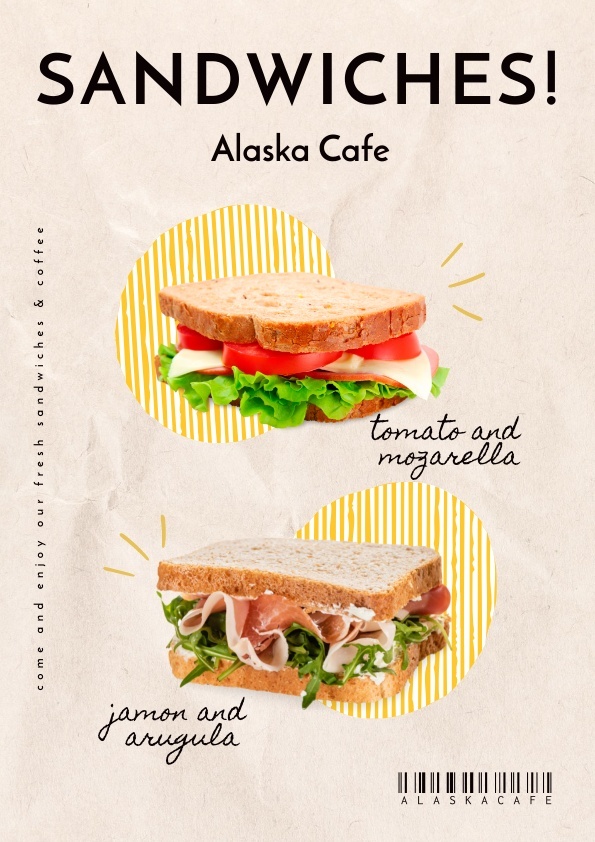 SANDWICHES!
Alaska Cafe
come and enjoy our fresh sandwiches & coffee
tomato and
mozarella
jamon and
arugula
ALASKACAFE